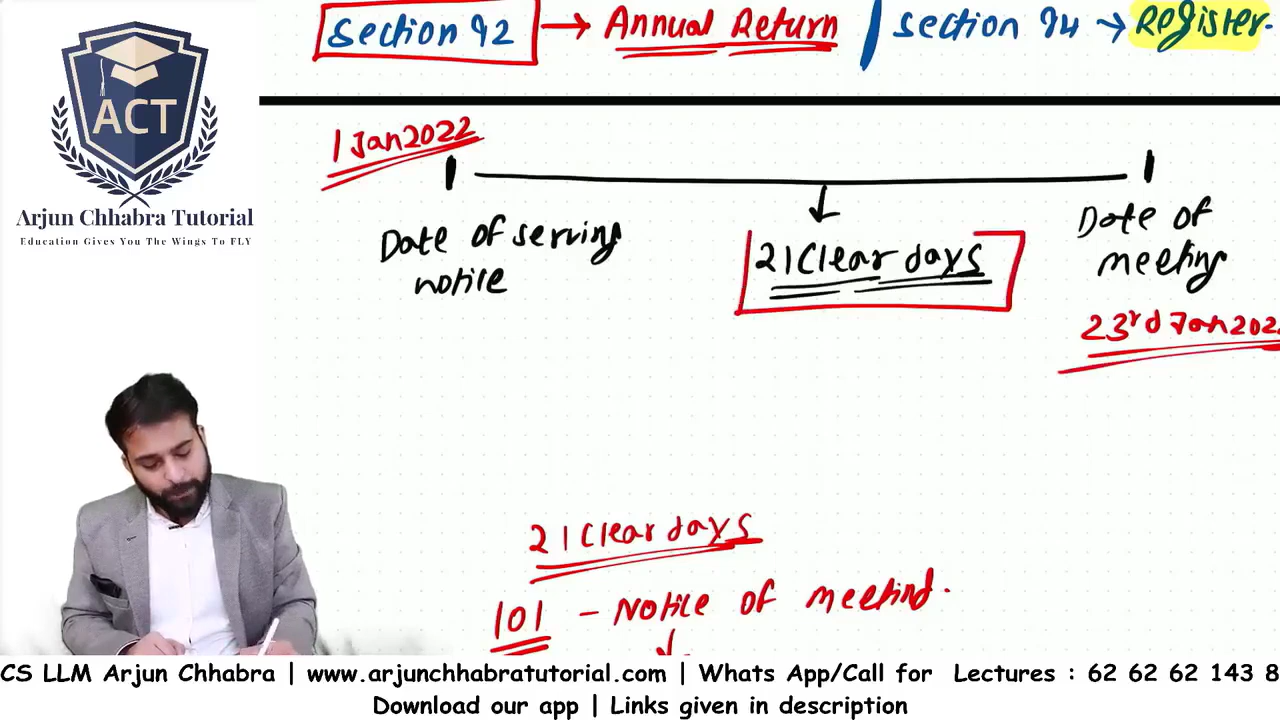 Section 92 → Annual Return | Section 94 → Register.
ACT
Arjun Chhabra Tutorial
Education Gives You The Wings To FLY
1 Jan 2022
Date of serving
notice
21 Clear days
Date of
meeting
23rd Jan 202
21 Clear days
101 - Notice of meeting.
CS LLM Arjun Chhabra | www.arjunchhabratutorial.com | Whats App/Call for Lectures : 62 62 62 143 8
Download our app | Links given in description